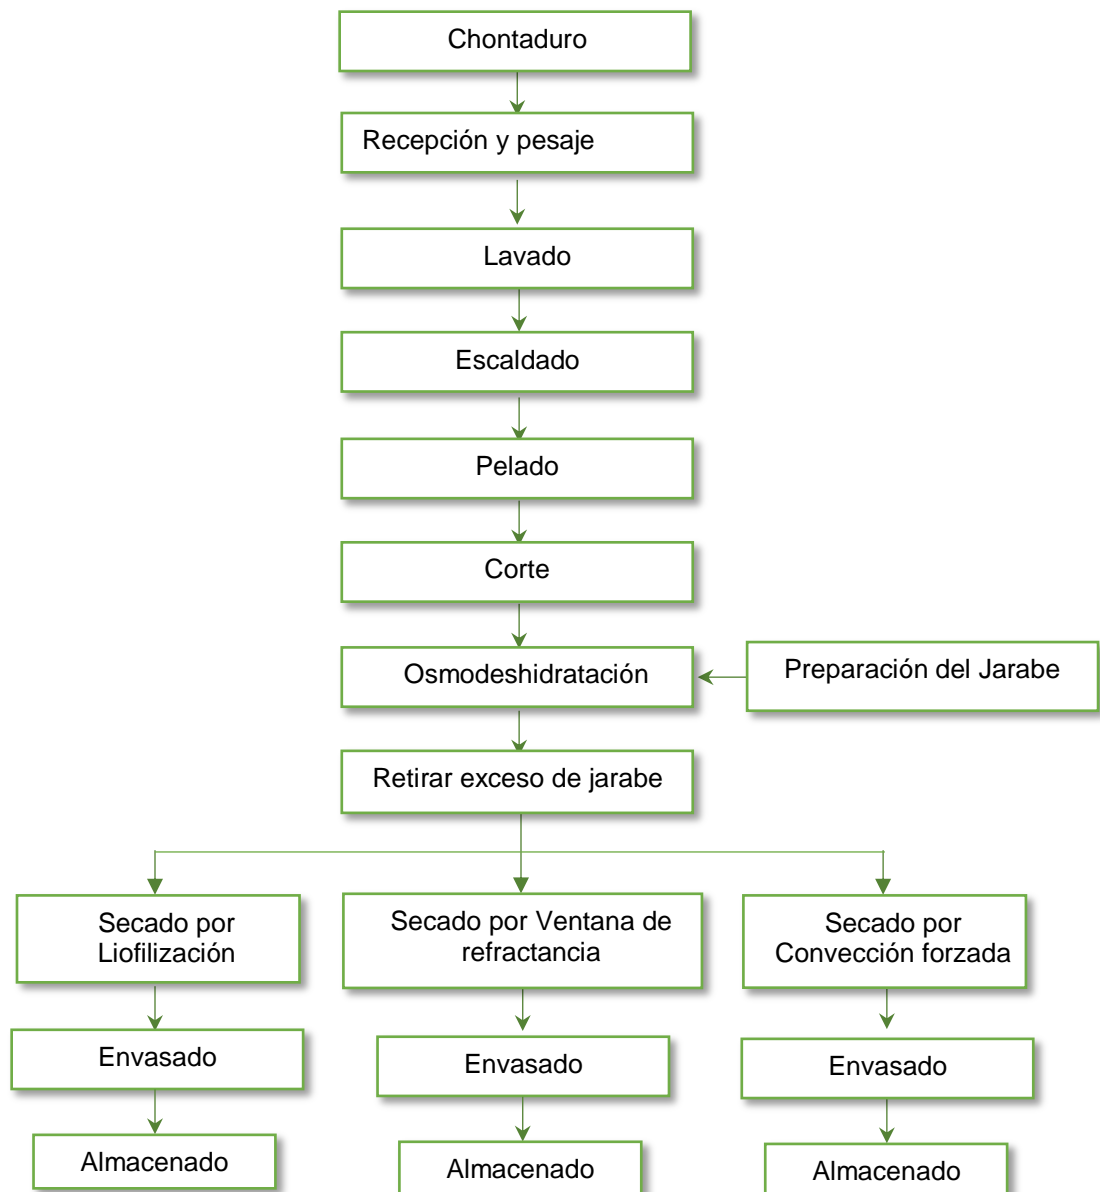 Chontaduro
Recepción y pesaje
Lavado
Escaldado
Pelado
Corte
Osmodeshidratación
Preparación del Jarabe
Retirar exceso de jarabe
Secado por
Liofilización
Secado por Ventana de
refractancia
Secado por
Convección forzada
Envasado
Envasado
Envasado
Almacenado
Almacenado
Almacenado